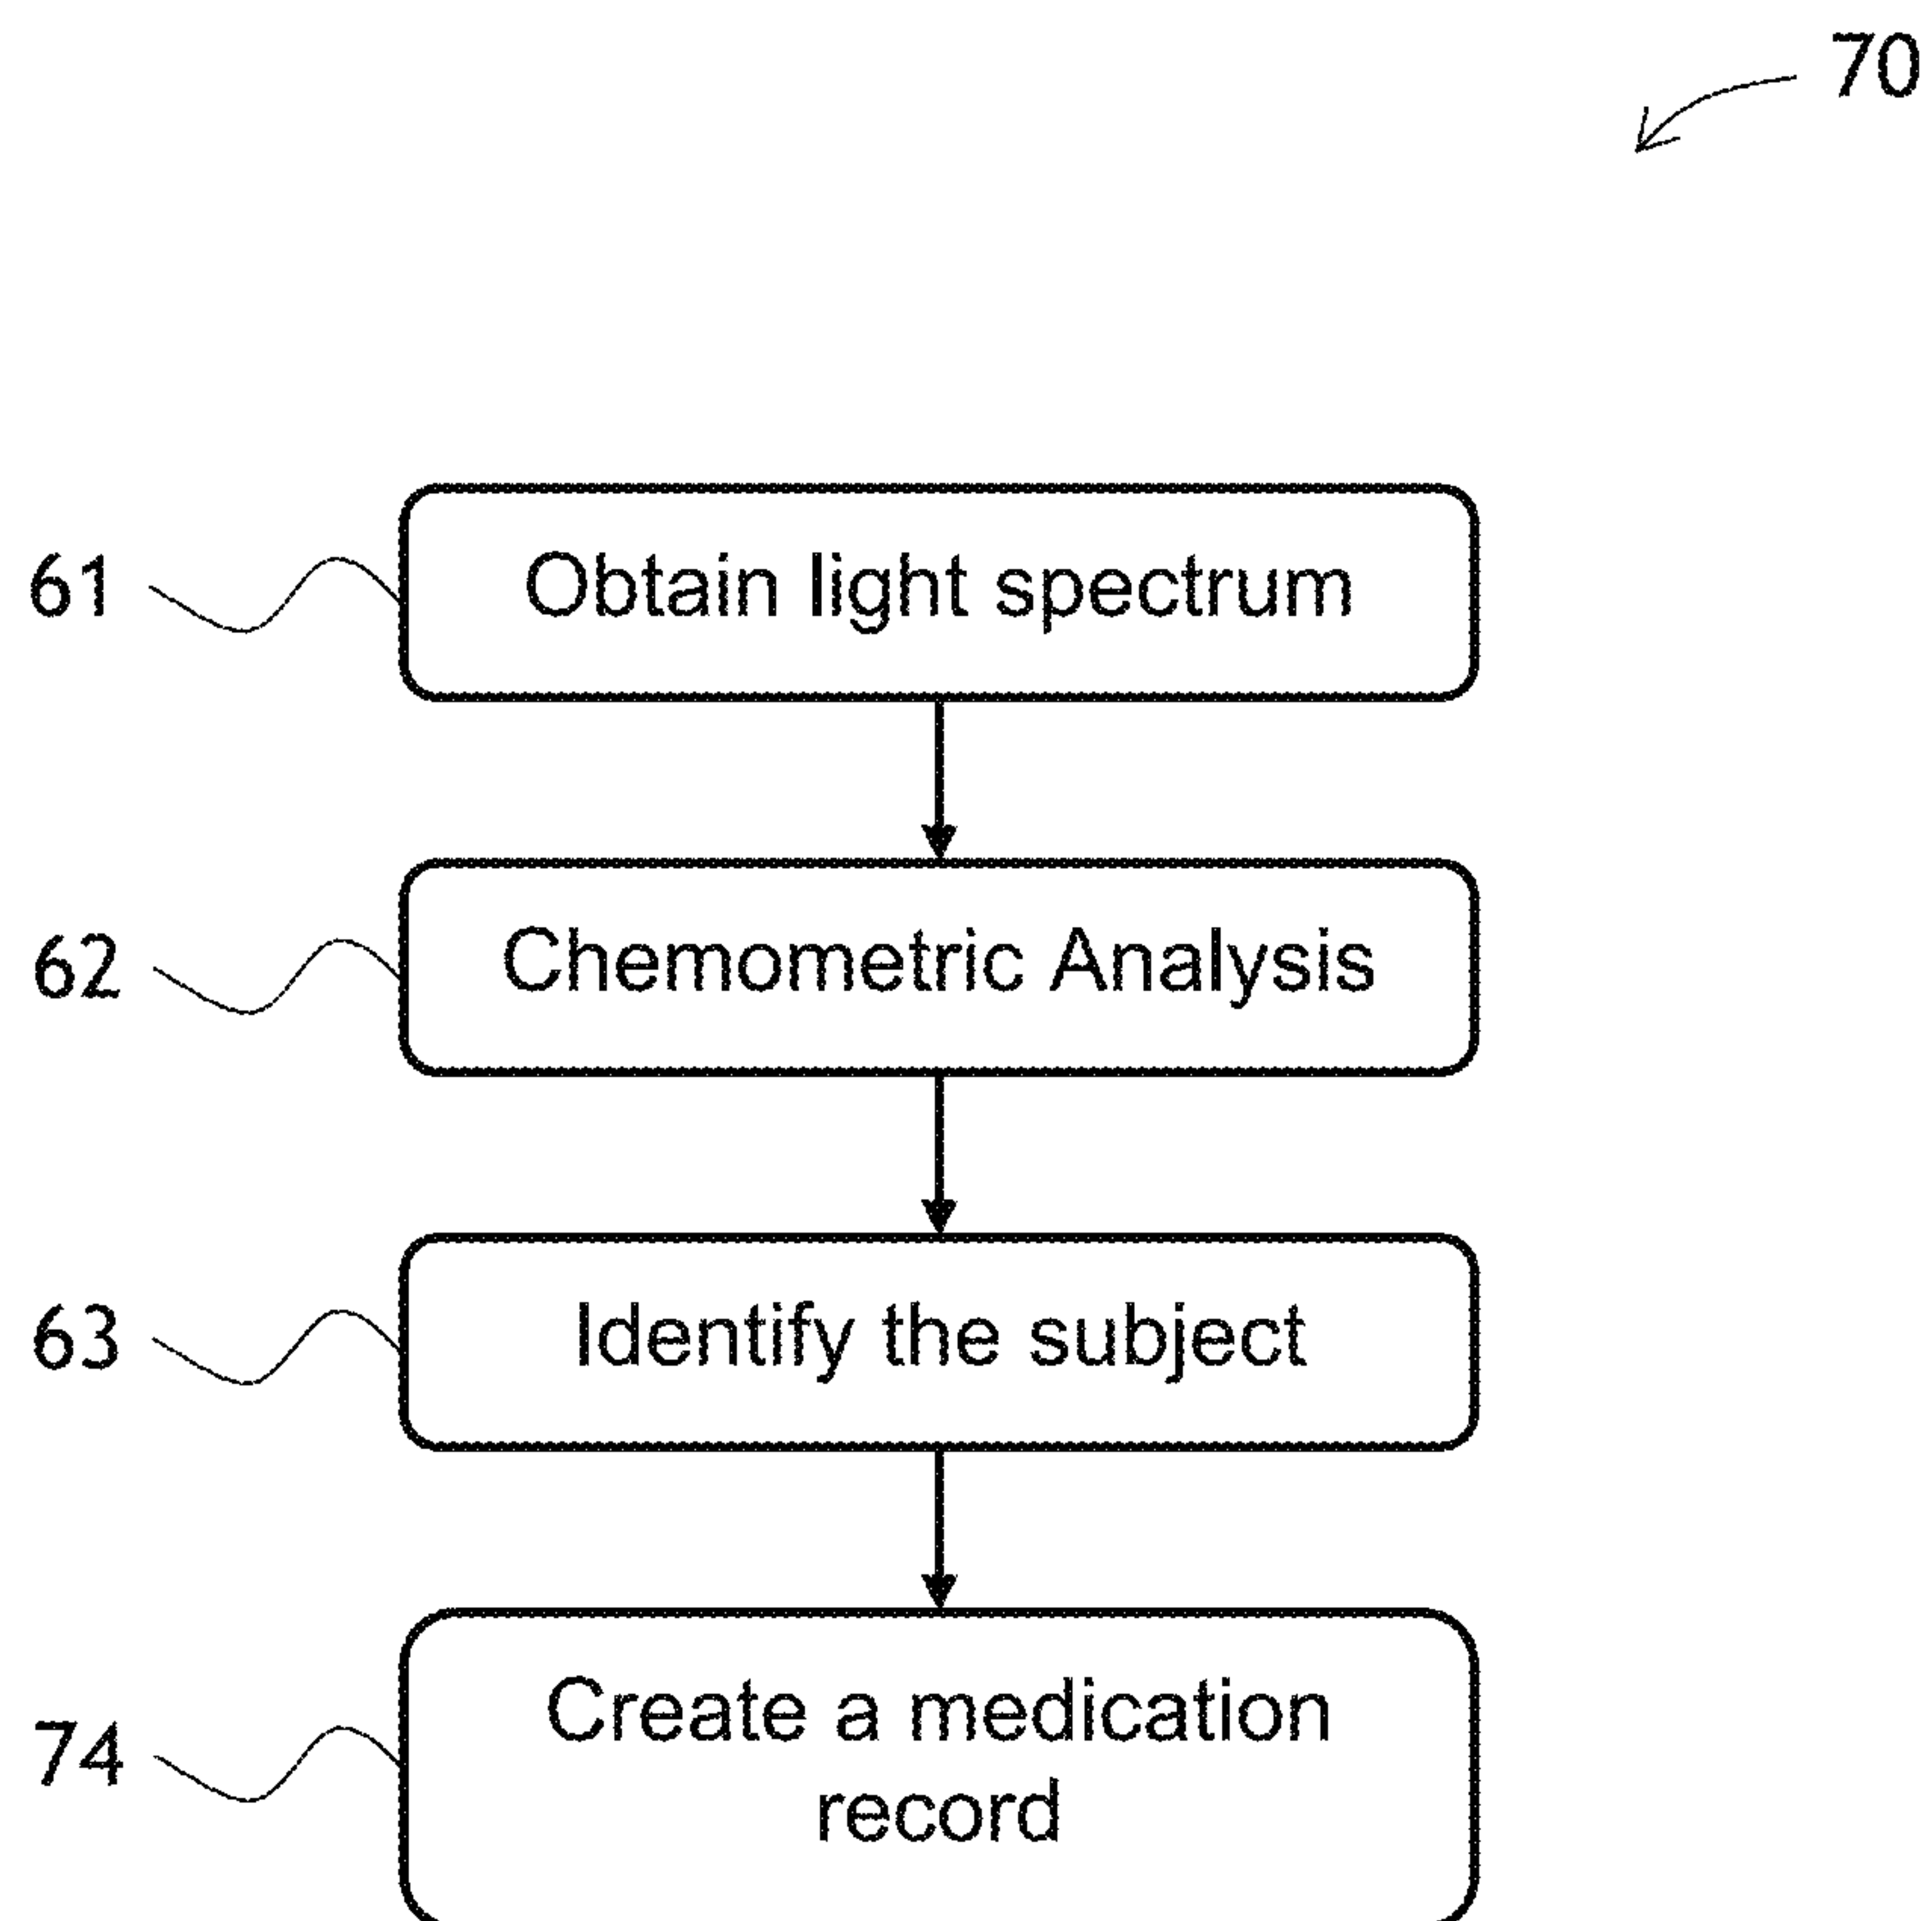 70
61 Obtain light spectrum
62 Chemometric Analysis
63 Identify the subject
74 Create a medication
record